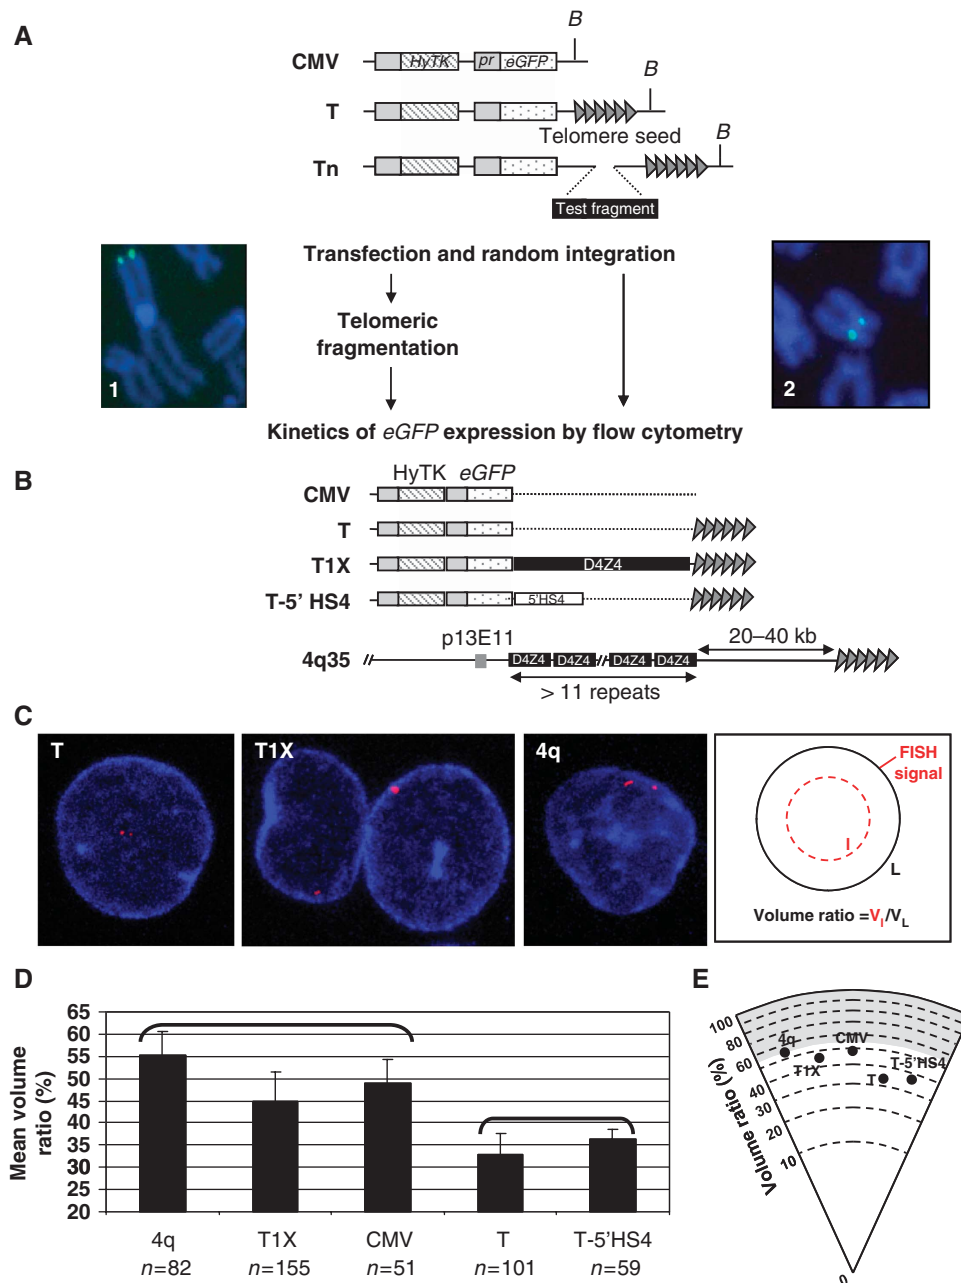 A
CMV
HyTK
pr
eGFP
B
T
B
Telomere seed
Tn
B
Test fragment
Transfection and random integration
Telomeric
fragmentation
1
2
Kinetics of eGFP expression by flow cytometry
B
HyTK
eGFP
CMV
T
T1X
D4Z4
T-5' HS4
5'HS4
20–40 kb
p13E11
4q35
D4Z4 D4Z4 D4Z4 D4Z4
> 11 repeats
C
T
T1X
4q
FISH
signal
I
L
Volume ratio =VI/VL
D
Mean volume
ratio (%)
65
60
55
50
45
40
35
30
25
20
4q
T1X
CMV
T
T-5'HS4
n=82
n=155
n=51
n=101
n=59
E
Volume ratio (%)
100
80
60
40
30
20
10
0
4q
T1X
CMV
T
T-5'HS4